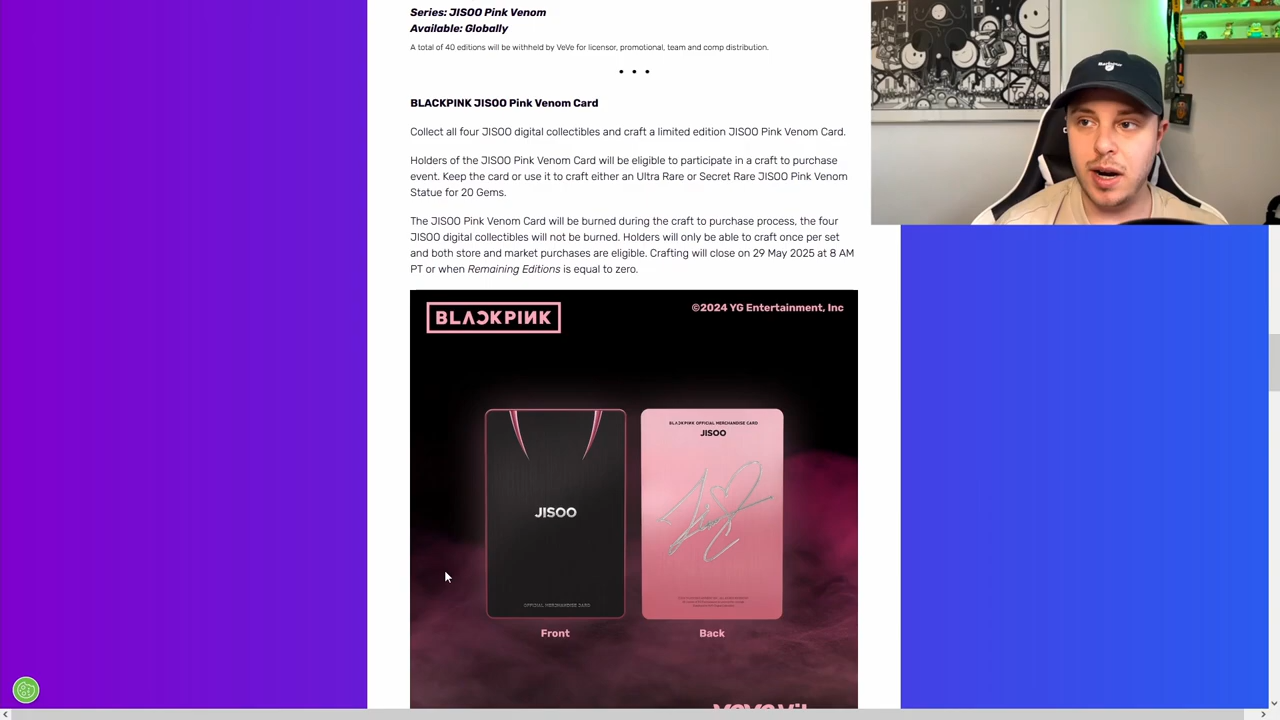 Series: JISOO Pink Venom
Available: Globally
A total of 40 editions will be withheld by VeVe for licensor, promotional, team and comp distribution.
• • •
BLACKPINK JISOO Pink Venom Card
Collect all four JISOO digital collectibles and craft a limited edition JISOO Pink Venom Card.
Holders of the JISOO Pink Venom Card will be eligible to participate in a craft to purchase
event. Keep the card or use it to craft either an Ultra Rare or Secret Rare JISOO Pink Venom
Statue for 20 Gems.
The JISOO Pink Venom Card will be burned during the craft to purchase process, the four
JISOO digital collectibles will not be burned. Holders will only be able to craft once per set
and both store and market purchases are eligible. Crafting will close on 29 May 2025 at 8 AM
PT or when Remaining Editions is equal to zero.
BLACKPINK
©2024 YG Entertainment, Inc
JISOO
OFFICIAL MERCHANDISE CARD
Front
BLACKPINK OFFICIAL MERCHANDISE CARD
JISOO
Back